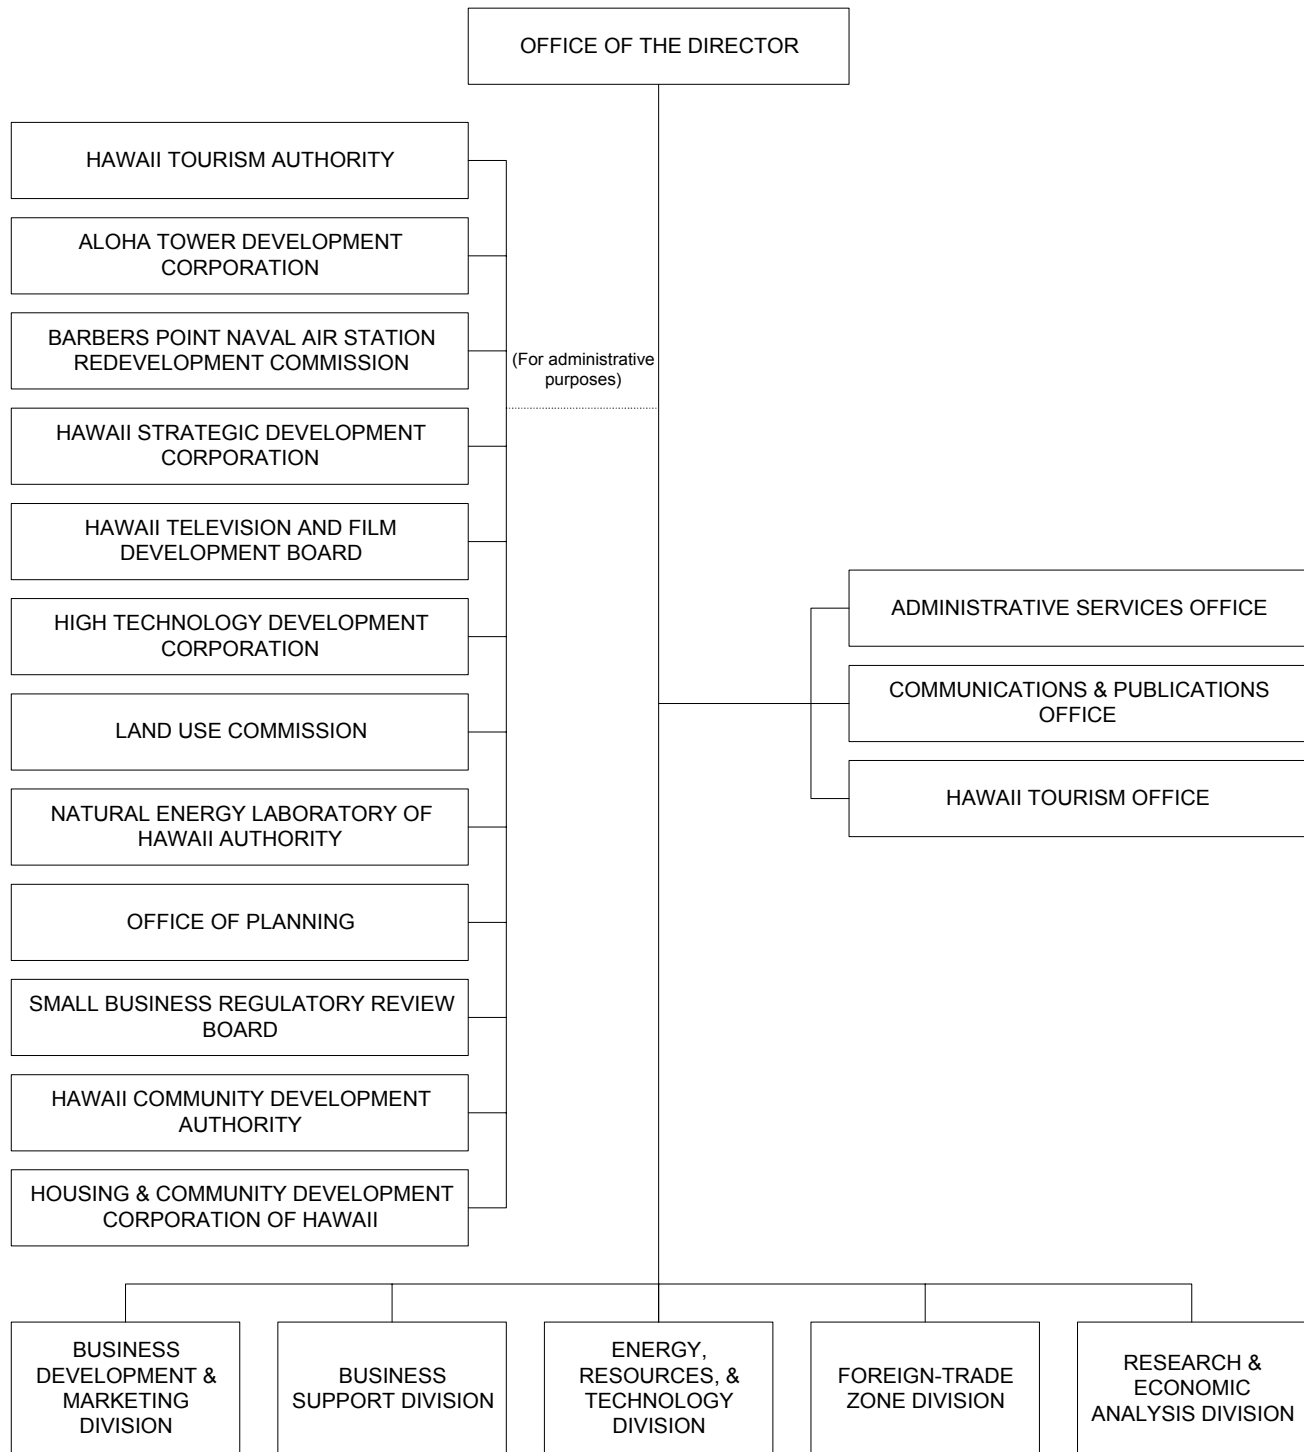 OFFICE OF THE DIRECTOR
HAWAII TOURISM AUTHORITY
ALOHA TOWER DEVELOPMENT
CORPORATION
BARBERS POINT NAVAL AIR STATION
REDEVELOPMENT COMMISSION
(For administrative
purposes)
HAWAII STRATEGIC DEVELOPMENT
CORPORATION
HAWAII TELEVISION AND FILM
DEVELOPMENT BOARD
HIGH TECHNOLOGY DEVELOPMENT
CORPORATION
LAND USE COMMISSION
NATURAL ENERGY LABORATORY OF
HAWAII AUTHORITY
OFFICE OF PLANNING
SMALL BUSINESS REGULATORY REVIEW
BOARD
HAWAII COMMUNITY DEVELOPMENT
AUTHORITY
HOUSING & COMMUNITY DEVELOPMENT
CORPORATION OF HAWAII
ADMINISTRATIVE SERVICES OFFICE
COMMUNICATIONS & PUBLICATIONS
OFFICE
HAWAII TOURISM OFFICE
BUSINESS
DEVELOPMENT &
MARKETING
DIVISION
BUSINESS
SUPPORT DIVISION
ENERGY,
RESOURCES, &
TECHNOLOGY
DIVISION
FOREIGN-TRADE
ZONE DIVISION
RESEARCH &
ECONOMIC
ANALYSIS DIVISION